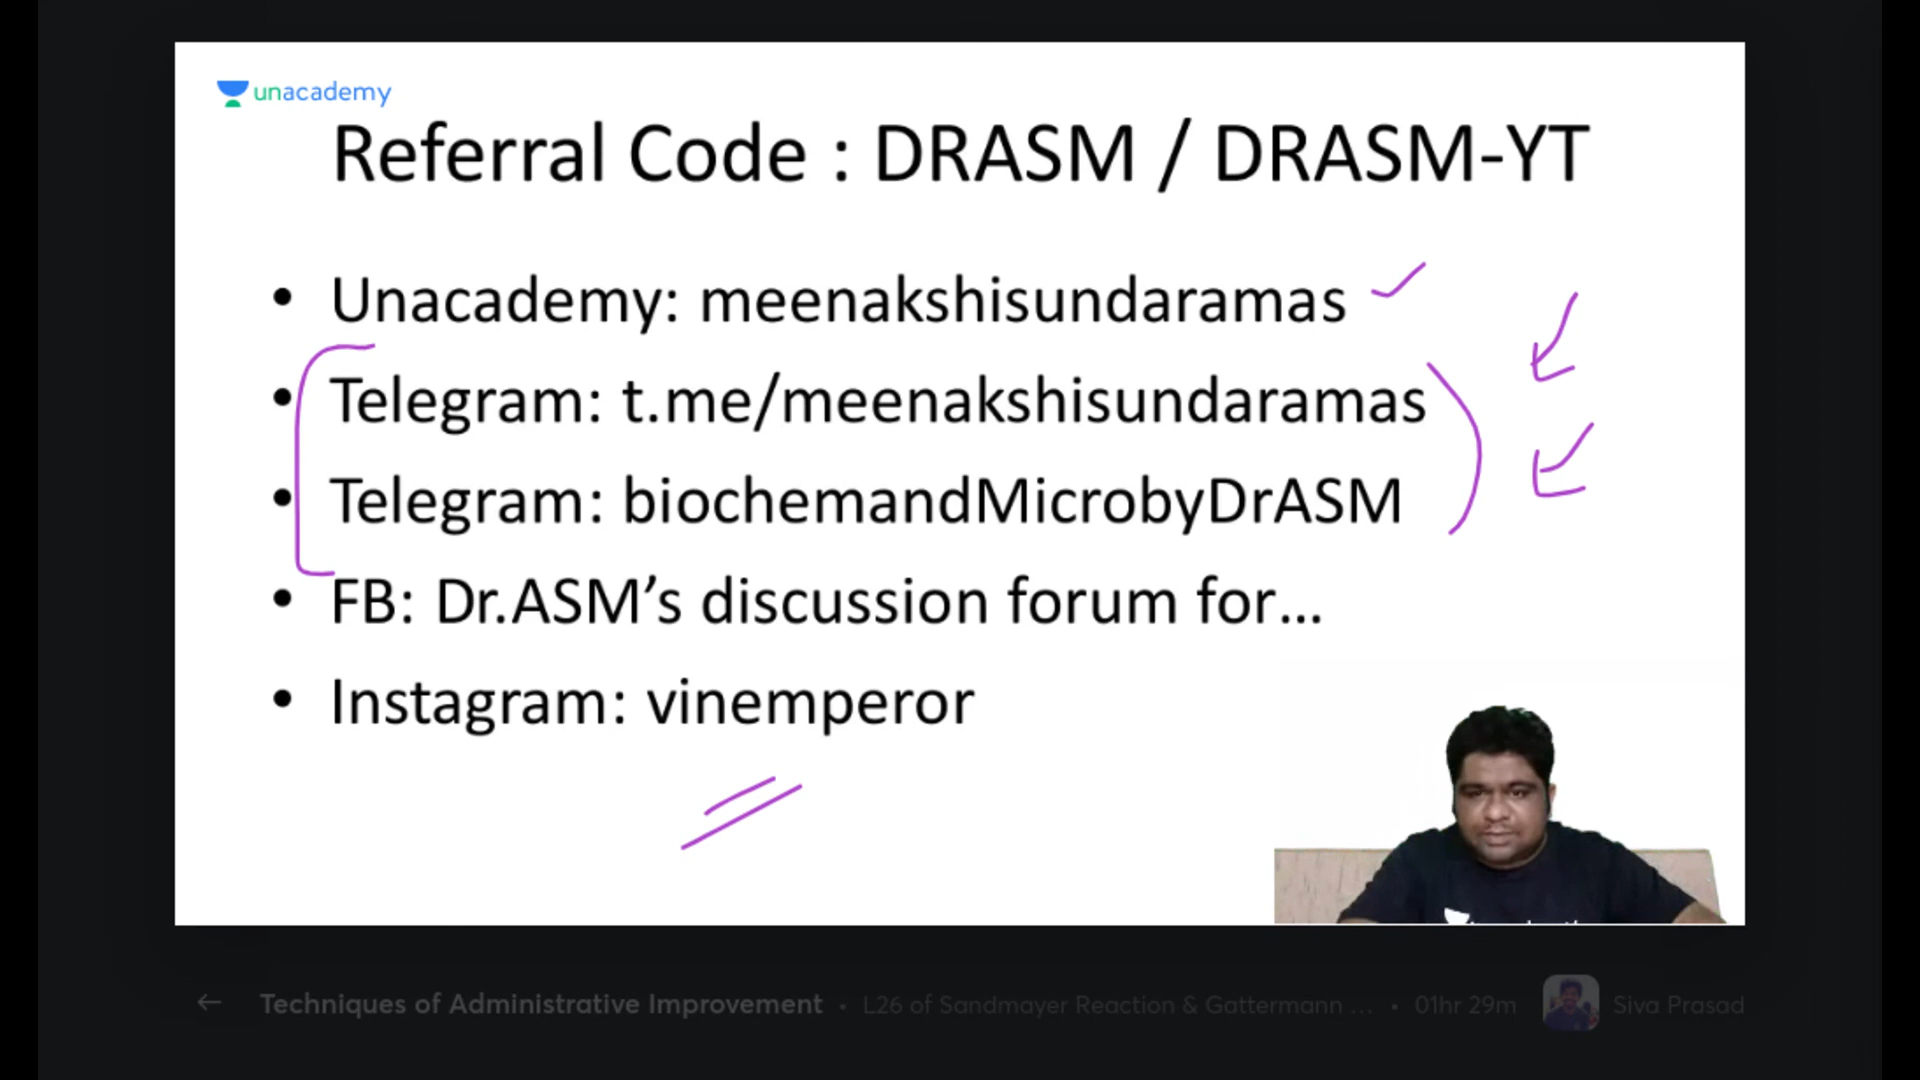 unacademy
Referral Code : DRASM / DRASM-YT
• Unacademy: meenakshisundaramas
• Telegram: t.me/meenakshisundaramas
• Telegram: biochemandMicrobyDrASM
• FB: Dr.ASM’s discussion forum for...
• Instagram: vinemperor
Techniques of Administrative Improvement • L26 of Sandmayer Reaction & Gattermann ... • 01hr 29m Siva Prasad